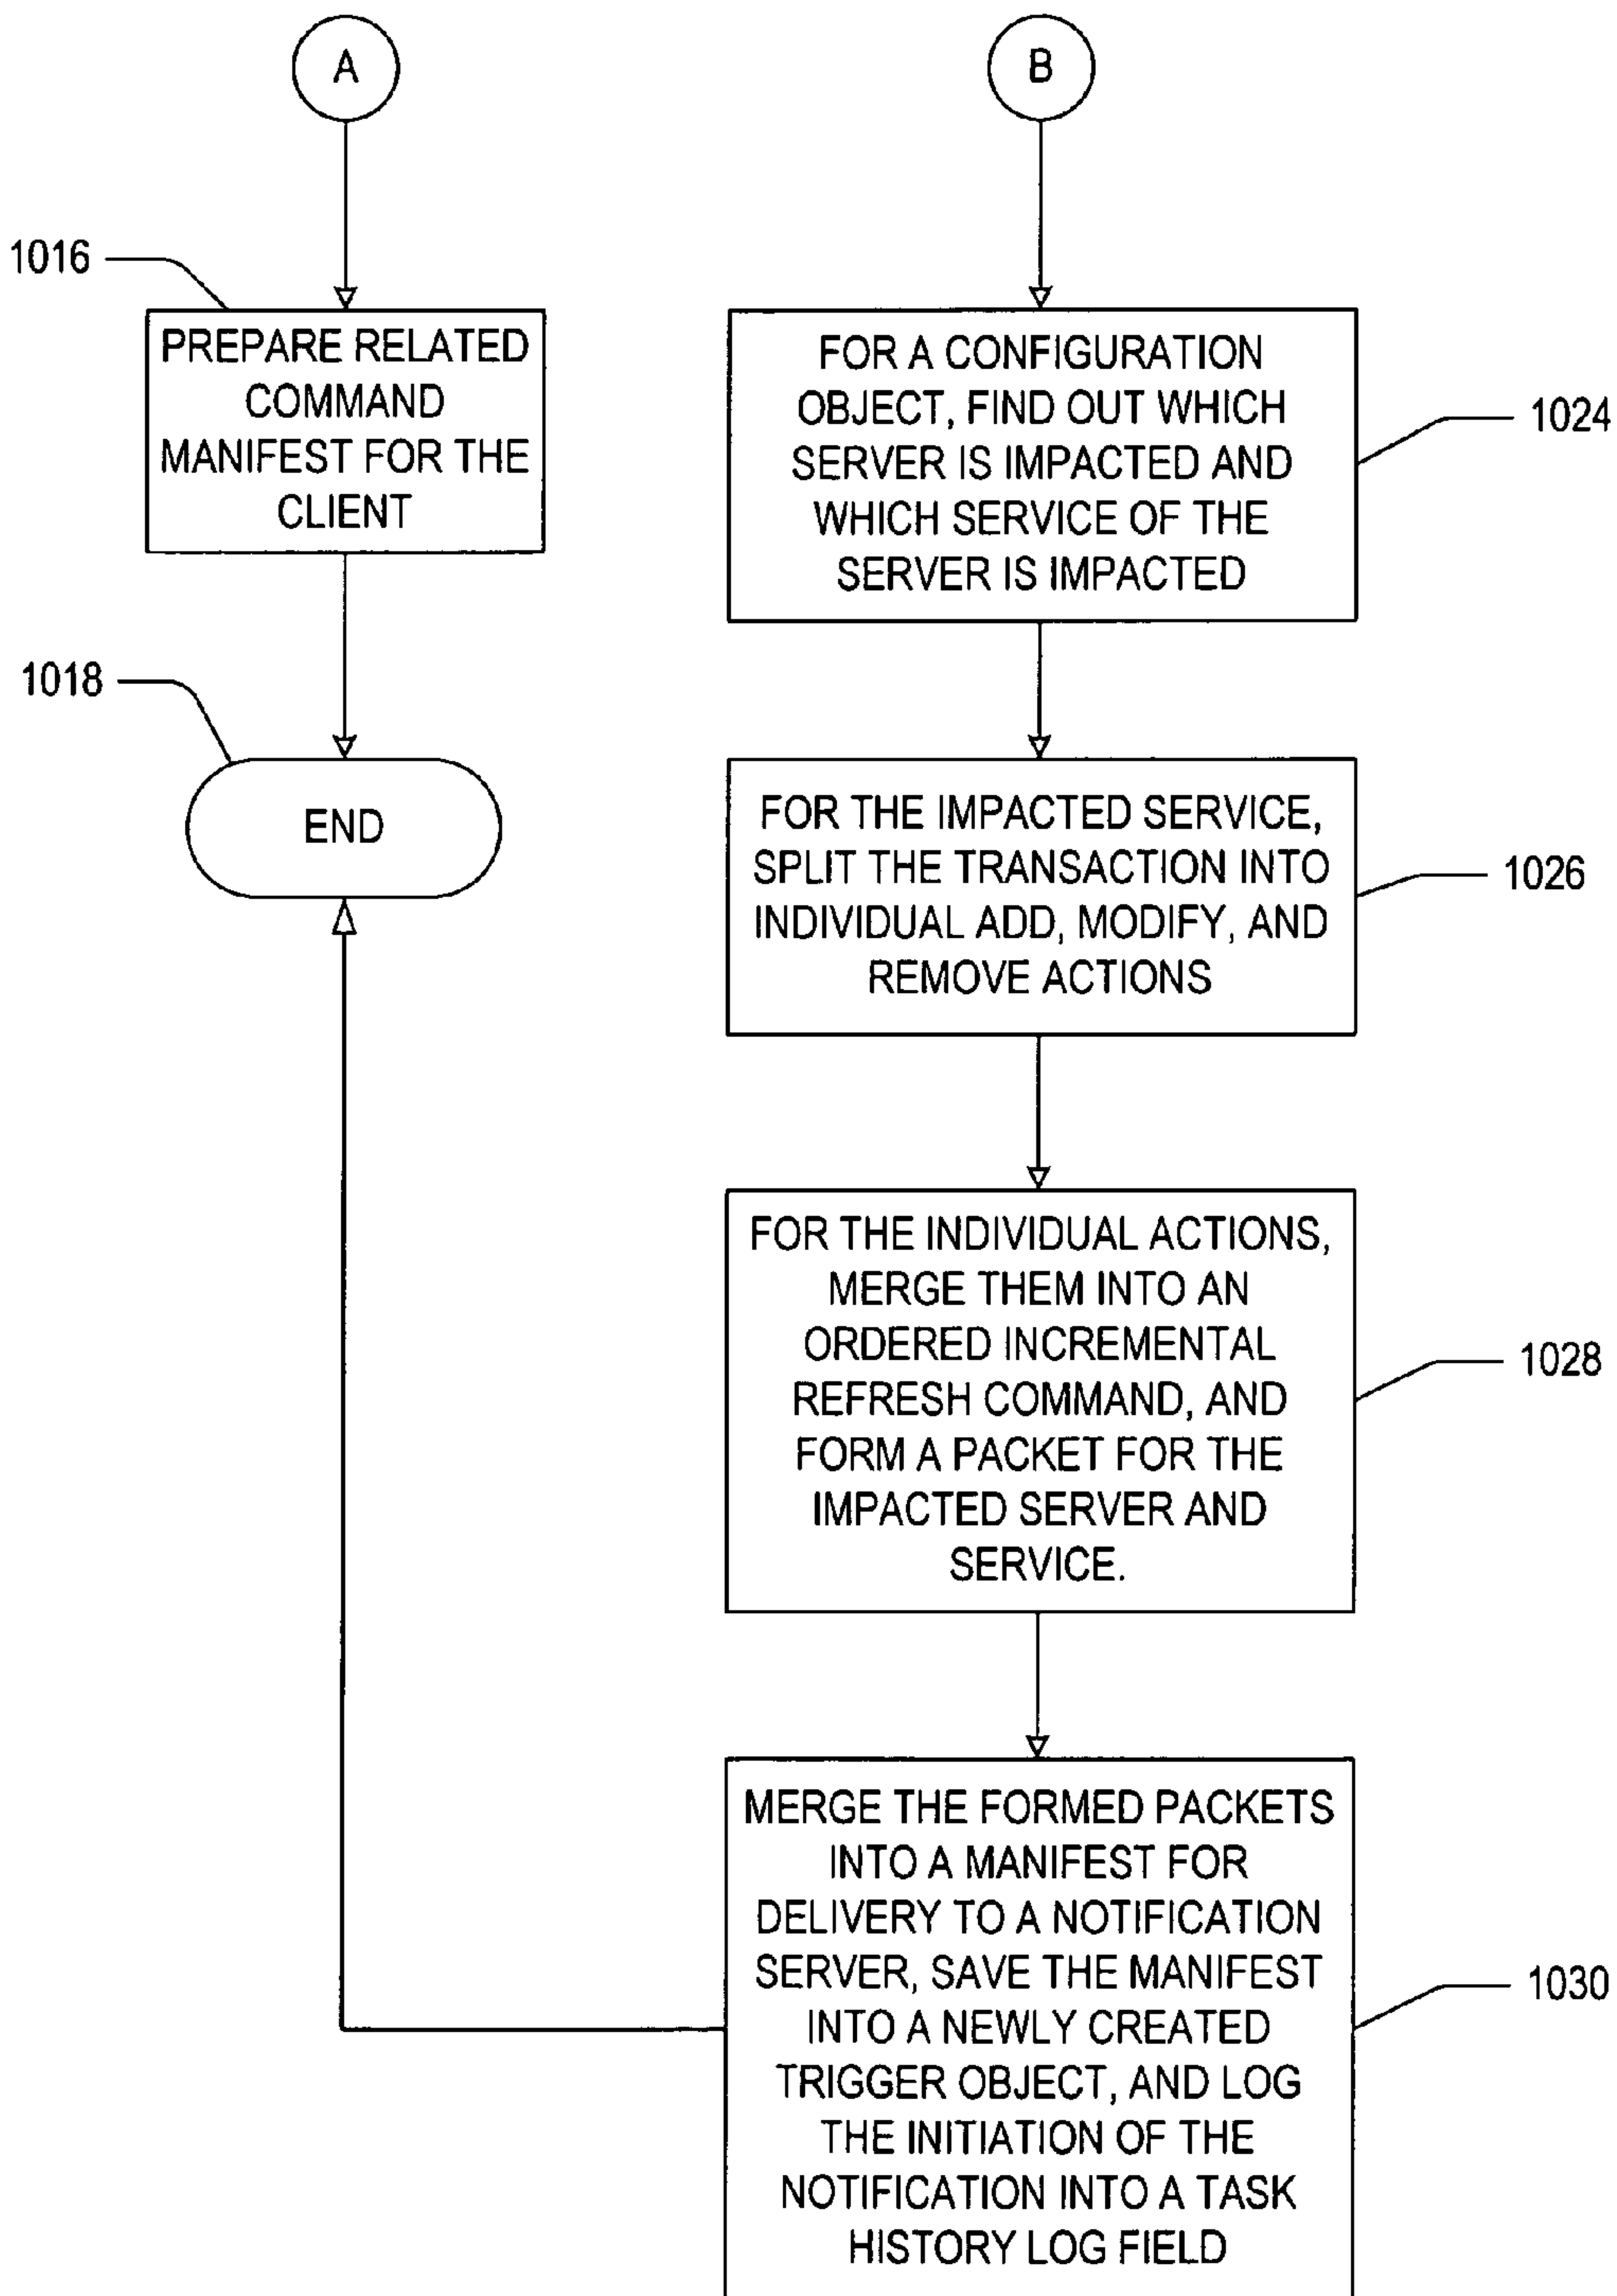 A
1016
PREPARE RELATED
COMMAND
MANIFEST FOR THE
CLIENT
1018
END
B
FOR A CONFIGURATION
OBJECT, FIND OUT WHICH
SERVER IS IMPACTED AND
WHICH SERVICE OF THE
SERVER IS IMPACTED
1024
FOR THE IMPACTED SERVICE,
SPLIT THE TRANSACTION INTO
INDIVIDUAL ADD, MODIFY, AND
REMOVE ACTIONS
1026
FOR THE INDIVIDUAL ACTIONS,
MERGE THEM INTO AN
ORDERED INCREMENTAL
REFRESH COMMAND, AND
FORM A PACKET FOR THE
IMPACTED SERVER AND
SERVICE.
1028
MERGE THE FORMED PACKETS
INTO A MANIFEST FOR
DELIVERY TO A NOTIFICATION
SERVER, SAVE THE MANIFEST
INTO A NEWLY CREATED
TRIGGER OBJECT, AND LOG
THE INITIATION OF THE
NOTIFICATION INTO A TASK
HISTORY LOG FIELD
1030